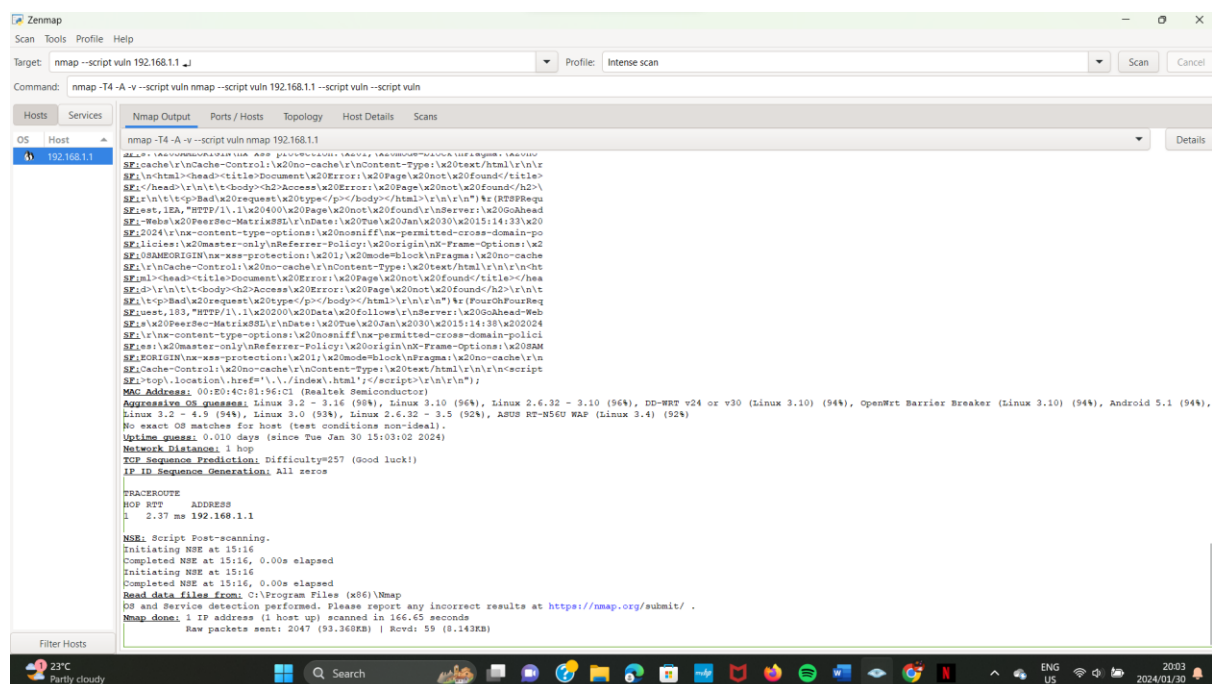 Zenmap
Scan Tools Profile Help
Target: nmap --script vuln 192.168.1.1 Profile: Intense scan Scan Cancel
Command: nmap -T4 -A -v --script vuln nmap --script vuln 192.168.1.1 --script vuln --script vuln
Hosts Services Nmap Output Ports / Hosts Topology Host Details Scans
OS Host nmap -T4 -A -v --script vuln nmap 192.168.1.1 Details
192.168.1.1
SF:cache\r\nCache-Control:\x20no-cache\r\nContent-Type:\x20text/html\r\n\r
SF:\n<html><head><title>Document\x20Error:\x20Page\x20not\x20found</title>
SF:</head>\r\n\t\t<body><h2>Access\x20Error:\x20Page\x20not\x20found</h2>\
SF:r\n\t\t<p>Bad\x20request\x20type</p></body></html>\r\n\r\n")%r(RTSPRequ
SF:est,1EA,"HTTP/1\.1\x20400\x20Page\x20not\x20found\r\nServer:\x20GoAhead
SF:-Webs\x20PeerSec-MatrixSSL\r\nDate:\x20Tue\x20Jan\x2030\x2015:14:33\x20
SF:2024\r\nx-content-type-options:\x20nosniff\nx-permitted-cross-domain-po
SF:licies:\x20master-only\nReferrer-Policy:\x20origin\nX-Frame-Options:\x2
SF:0SAMEORIGIN\nx-xss-protection:\x201;\x20mode=block\nPragma:\x20no-cache
SF:\r\nCache-Control:\x20no-cache\r\nContent-Type:\x20text/html\r\n\r\n<ht
SF:ml><head><title>Document\x20Error:\x20Page\x20not\x20found</title></hea
SF:d>\r\n\t\t<body><h2>Access\x20Error:\x20Page\x20not\x20found</h2>\r\n\t
SF:\t<p>Bad\x20request\x20type</p></body></html>\r\n\r\n")%r(FourOhFourReq
SF:uest,183,"HTTP/1\.1\x20200\x20Data\x20follows\r\nServer:\x20GoAhead-Web
SF:s\x20PeerSec-MatrixSSL\r\nDate:\x20Tue\x20Jan\x2030\x2015:14:38\x202024
SF:\r\nx-content-type-options:\x20nosniff\nx-permitted-cross-domain-polici
SF:es:\x20master-only\nReferrer-Policy:\x20origin\nX-Frame-Options:\x20SAM
SF:EORIGIN\nx-xss-protection:\x201;\x20mode=block\nPragma:\x20no-cache\r\n
SF:Cache-Control:\x20no-cache\r\nContent-Type:\x20text/html\r\n\r\n<script
SF:>top\.location\.href='\.\./index\.html';</script>\r\n\r\n");
MAC Address: 00:E0:4C:81:96:C1 (Realtek Semiconductor)
Aggressive OS guesses: Linux 3.2 - 3.16 (98%), Linux 3.10 (96%), Linux 2.6.32 - 3.10 (96%), DD-WRT v24 or v30 (Linux 3.10) (94%), OpenWrt Barrier Breaker (Linux 3.10) (94%), Android 5.1 (94%),
Linux 3.2 - 4.9 (94%), Linux 3.0 (93%), Linux 2.6.32 - 3.5 (92%), ASUS RT-N56U WAP (Linux 3.4) (92%)
No exact OS matches for host (test conditions non-ideal).
Uptime guess: 0.010 days (since Tue Jan 30 15:03:02 2024)
Network Distance: 1 hop
TCP Sequence Prediction: Difficulty=257 (Good luck!)
IP ID Sequence Generation: All zeros
TRACEROUTE
HOP RTT ADDRESS
1 2.37 ms 192.168.1.1
NSE: Script Post-scanning.
Initiating NSE at 15:16
Completed NSE at 15:16, 0.00s elapsed
Initiating NSE at 15:16
Completed NSE at 15:16, 0.00s elapsed
Read data files from: C:\Program Files (x86)\Nmap
OS and Service detection performed. Please report any incorrect results at https://nmap.org/submit/ .
Nmap done: 1 IP address (1 host up) scanned in 166.65 seconds
Raw packets sent: 2047 (93.368KB) | Rcvd: 59 (8.143KB)
Filter Hosts
1
23°C
Partly cloudy
Search
ENG
US
20:03
2024/01/30